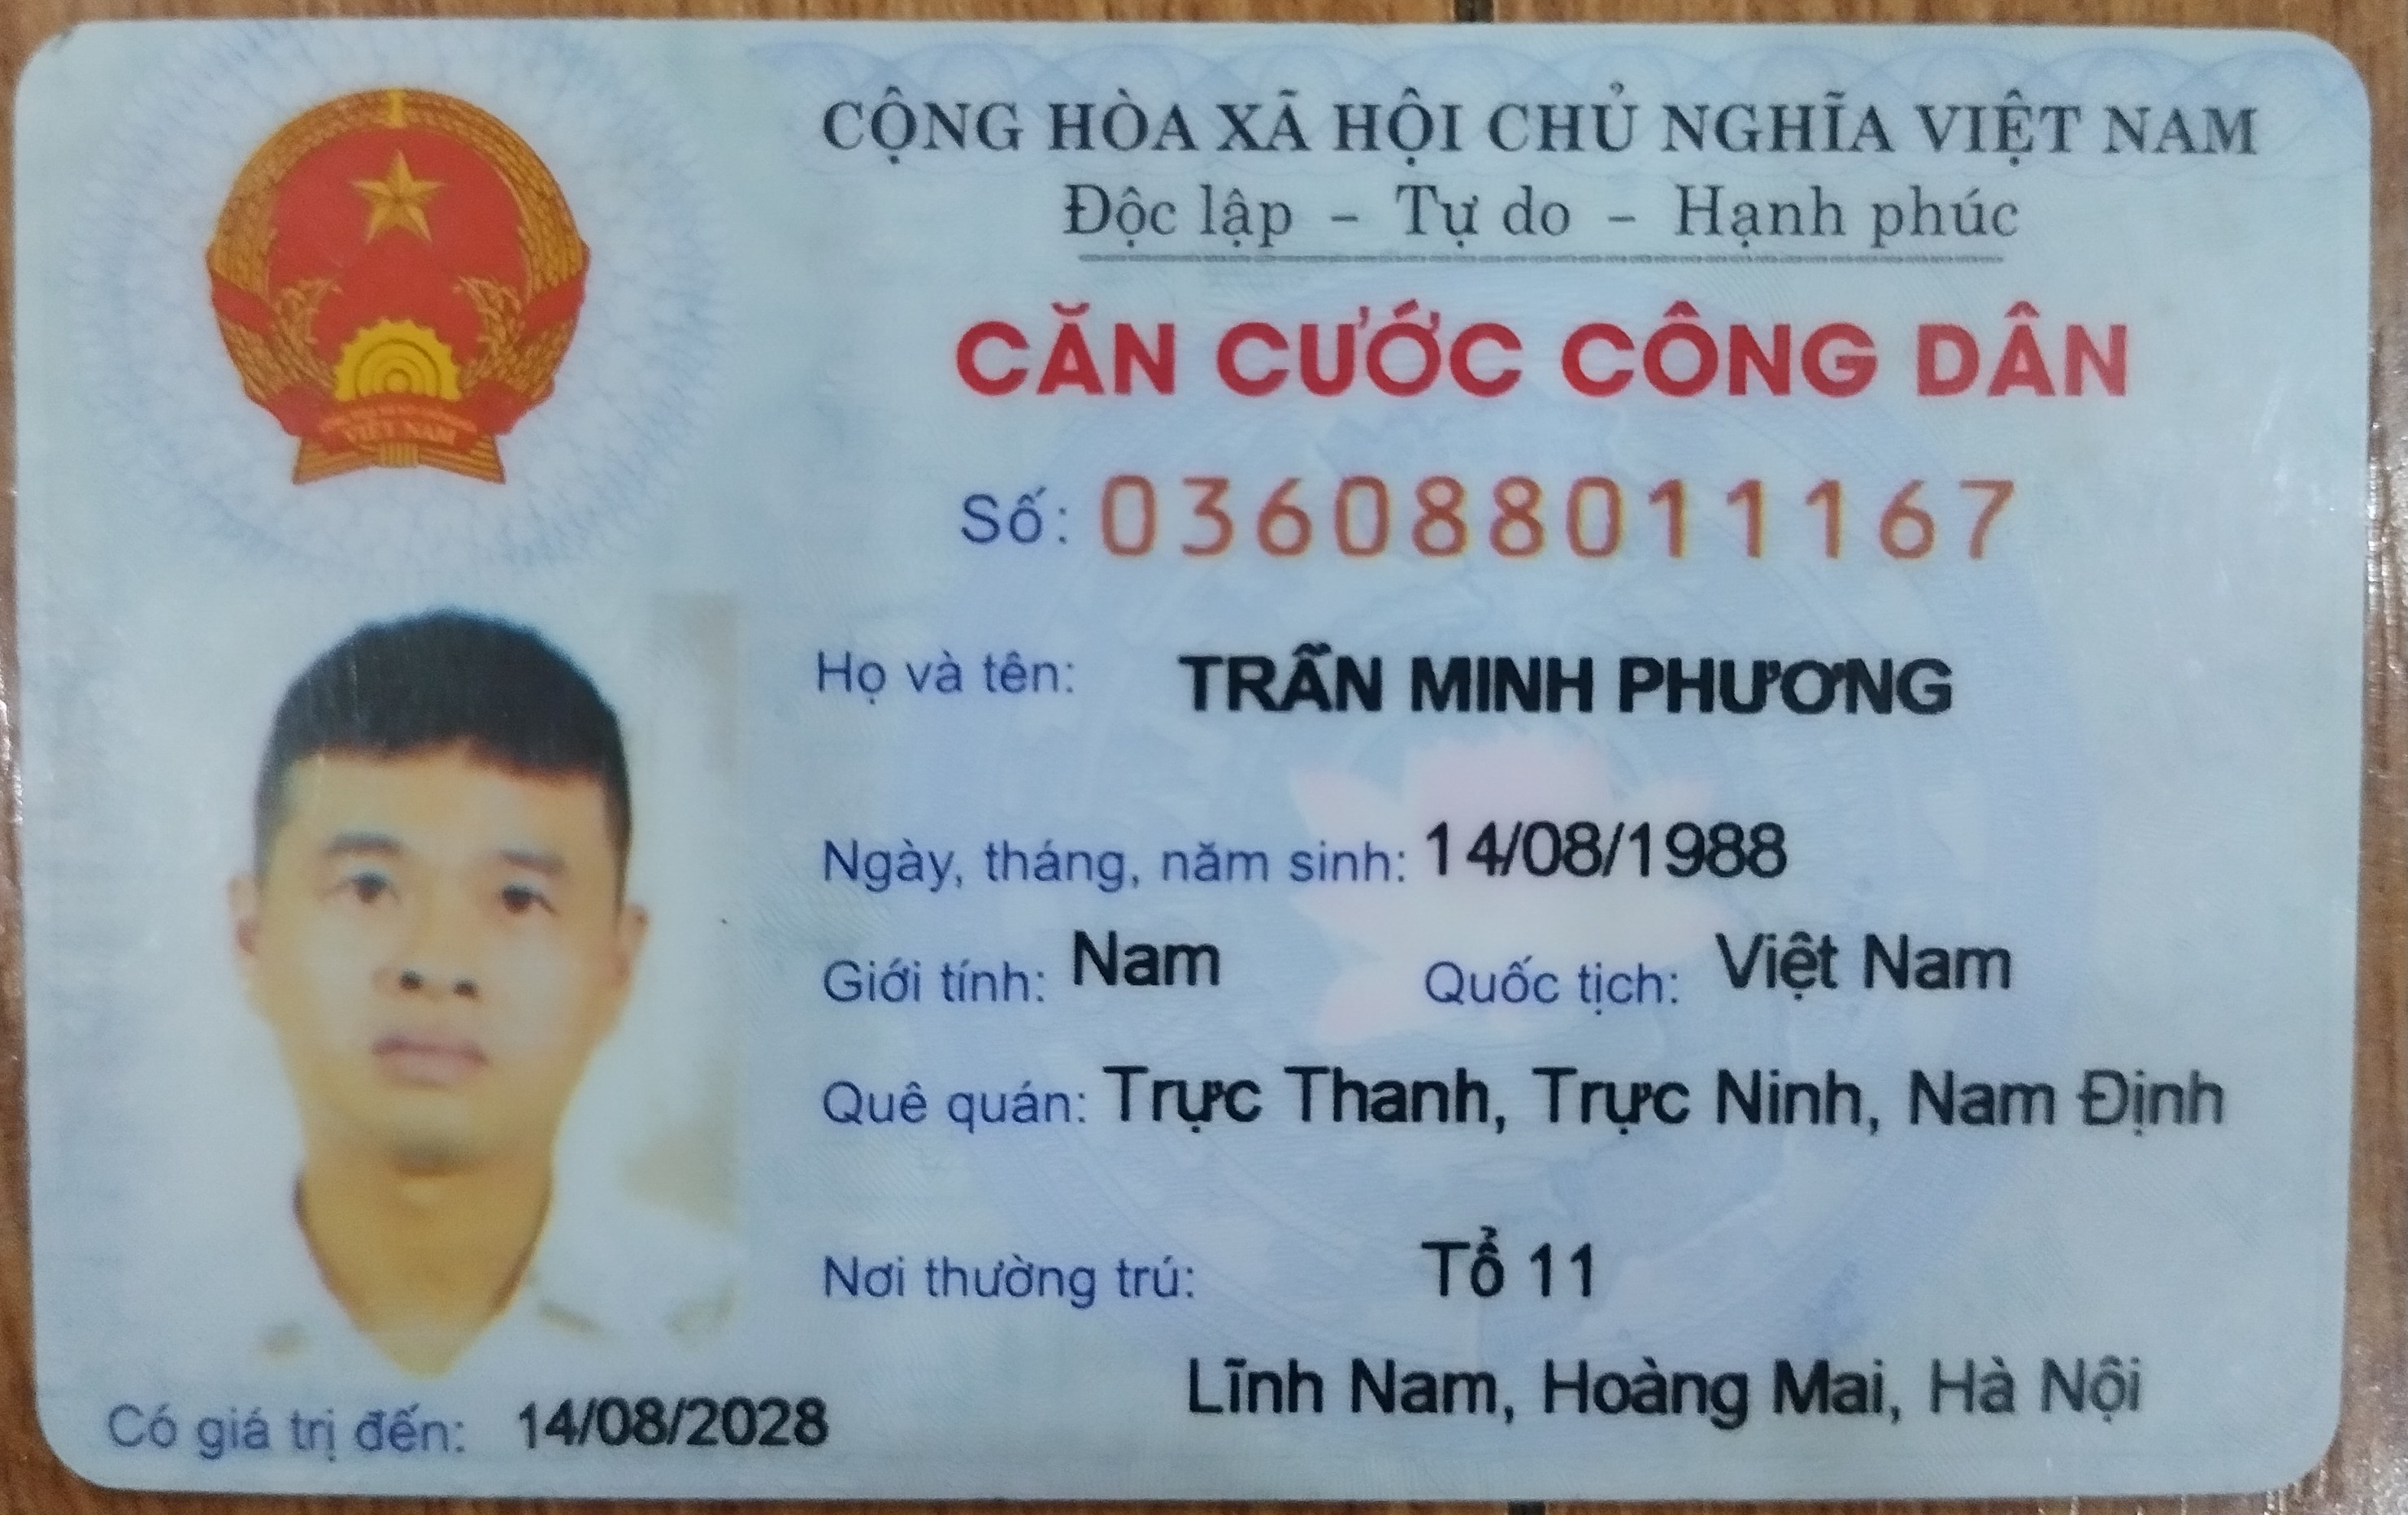 CỘNG HÒA XÃ HỘI CHỦ NGHĨA VIỆT NAM
Độc lập - Tự do - Hạnh phúc
CĂN CƯỚC CÔNG DÂN
Số: 036088011167
Họ và tên: TRẦN MINH PHƯƠNG
Ngày, tháng, năm sinh: 14/08/1988
Giới tính: Nam Quốc tịch: Việt Nam
Quê quán: Trực Thanh, Trực Ninh, Nam Định
Nơi thường trú: Tổ 11
Lĩnh Nam, Hoàng Mai, Hà Nội
Có giá trị đến: 14/08/2028
VIỆT NAM